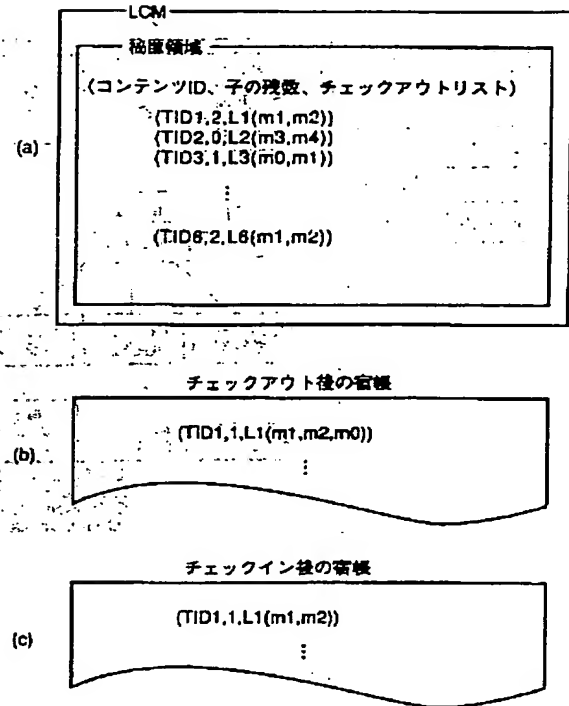 LCM
秘匿領域
(コンテンツID、子の残数、チェックアウトリスト)
(TID1,2,L1(m1,m2))
(TID2,0,L2(m3,m4))
(TID3,1,L3(m0,m1))
⋮
(TID6,2,L6(m1,m2))
(a)
チェックアウト後の宿帳
(TID1,1,L1(m1,m2,m0))
⋮
(b)
チェックイン後の宿帳
(TID1,1,L1(m1,m2))
⋮
(c)